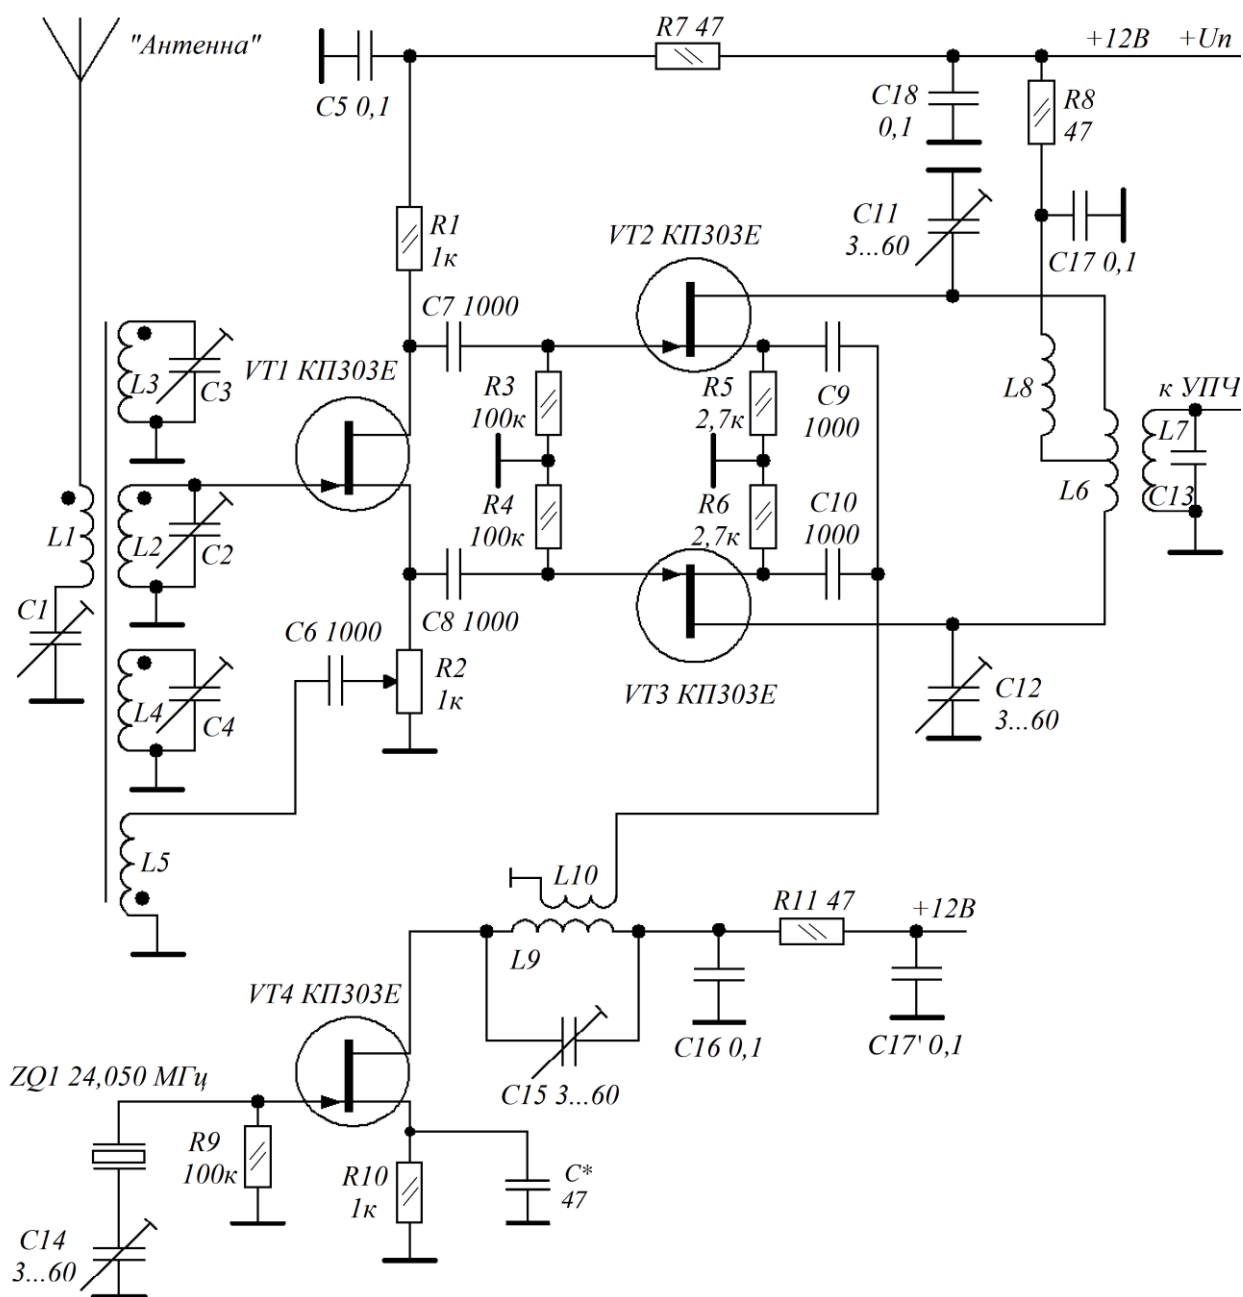 "Антенна"
R7 47
+12В
+Uп
C5 0,1
C18
0,1
R8
47
R1
1к
VT2 КП303Е
C11
3...60
C17 0,1
C7 1000
L3
C3
VT1 КП303Е
R3
100к
R5
2,7к
C9
1000
L8
к УПЧ
L7
L1
L2
C2
R4
100к
R6
2,7к
C10
1000
L6
C13
C1
C8 1000
C6 1000
R2
1к
VT3 КП303Е
C12
3...60
L4
C4
L5
L10
R11 47
+12В
L9
VT4 КП303Е
C16 0,1
C17' 0,1
ZQ1 24,050 МГц
C15 3...60
R9
100к
R10
1к
C*
47
C14
3...60